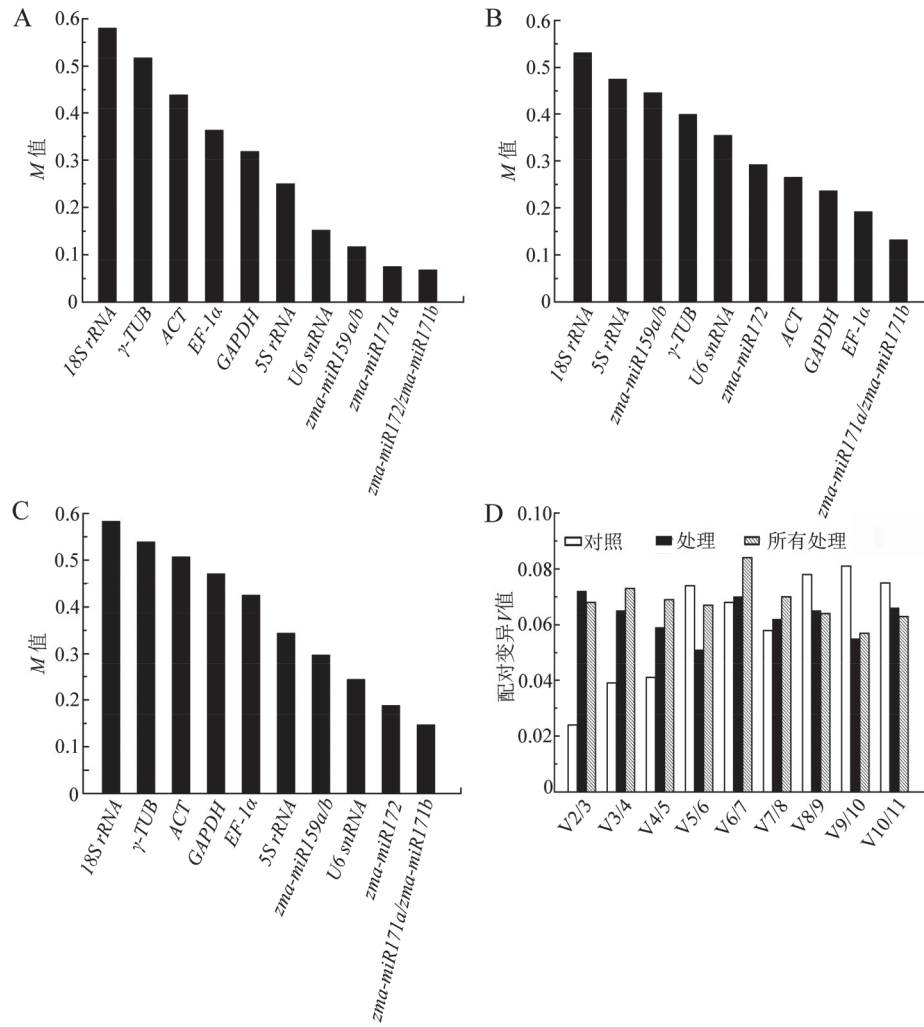 A
M 值
0.6
0.5
0.4
0.3
0.2
0.1
0
18S rRNA
γ-TUB
ACT
EF-1α
GAPDH
5S rRNA
U6 snRNA
zma-miR159a/b
zma-miR171a
zma-miR172/zma-miR171b
B
M 值
0.6
0.5
0.4
0.3
0.2
0.1
0
18S rRNA
5S rRNA
zma-miR159a/b
γ-TUB
U6 snRNA
zma-miR172
ACT
GAPDH
EF-1α
zma-miR171a/zma-miR171b
C
M 值
0.6
0.5
0.4
0.3
0.2
0.1
0
18S rRNA
γ-TUB
ACT
GAPDH
EF-1α
5S rRNA
zma-miR159a/b
U6 snRNA
zma-miR172
zma-miR171a/zma-miR171b
D
配对变异V值
0.10
0.08
0.06
0.04
0.02
0
对照 处理 所有处理
V2/3
V3/4
V4/5
V5/6
V6/7
V7/8
V8/9
V9/10
V10/11